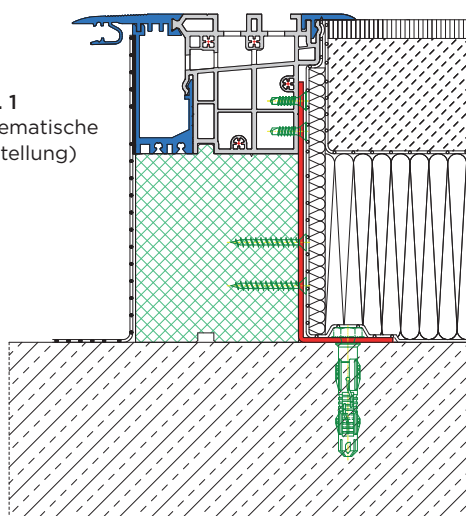 . 1
ematische
tellung)